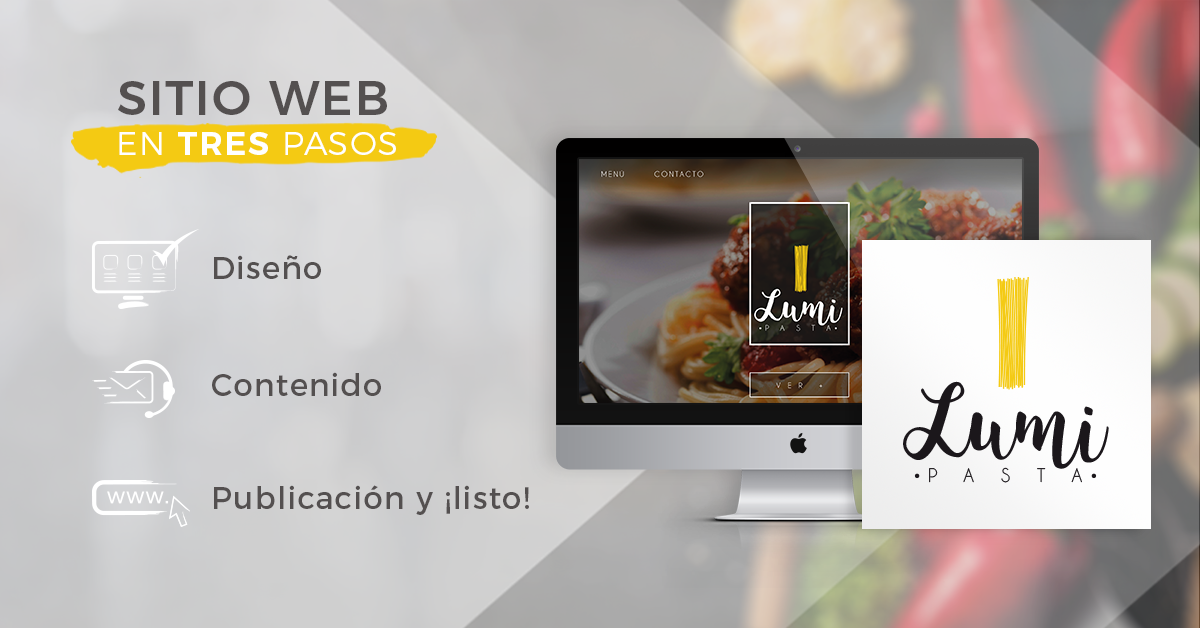 SITIO WEB
EN TRES PASOS
Diseño
Contenido
www.
Publicación y ¡listo!
MENU CONTACTO
Lumi
•PASTA•
VER •
Lumi
•PASTA•